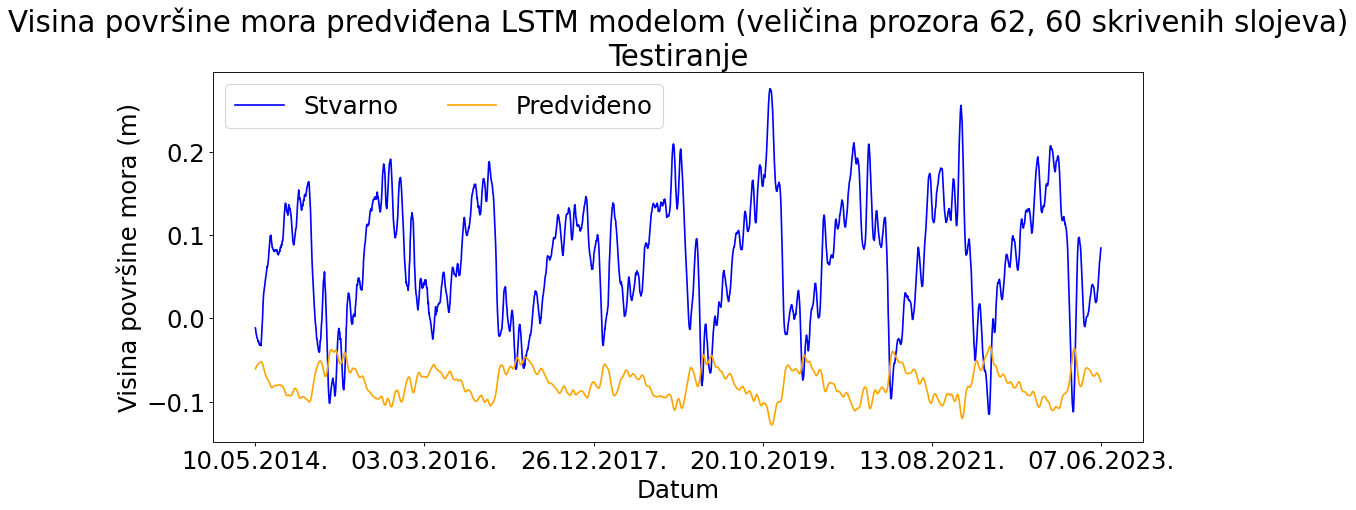 Visina površine mora predviđena LSTM modelom (veličina prozora 62, 60 skrivenih slojeva)
Testiranje
Stvarno
Predviđeno
Visina površine mora (m)
0.2
0.1
0.0
−0.1
10.05.2014.
03.03.2016.
26.12.2017.
20.10.2019.
13.08.2021.
07.06.2023.
Datum